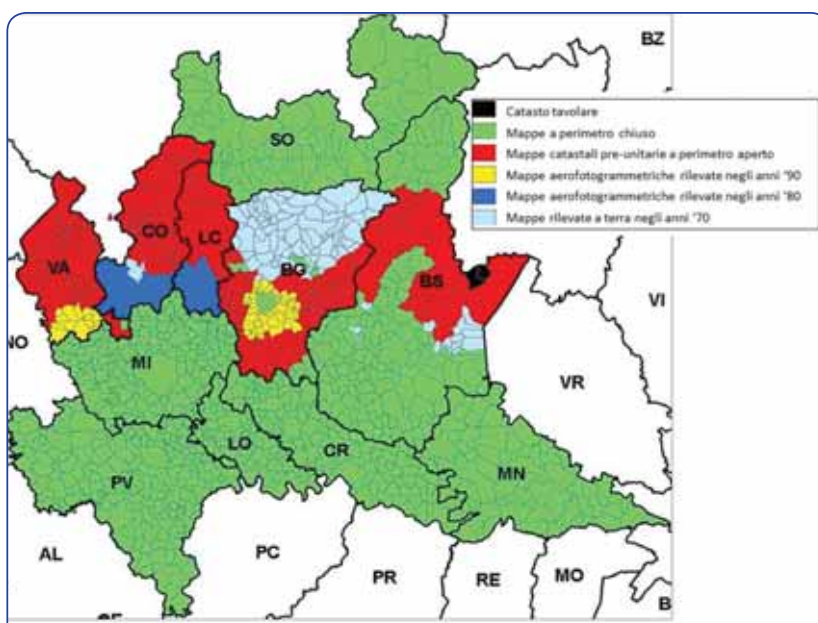 BZ
SO
Catasto tavolare
Mappe a perimetro chiuso
Mappe catastali pre-unitarie a perimetro aperto
Mappe aerofotogrammetriche rilevate negli anni '90
Mappe aerofotogrammetriche rilevate negli anni '80
Mappe rilevate a terra negli anni '70
CO
LC
VA
BG
BS
VI
NO
MI
VR
LO
CR
PV
MN
AL
PC
PR
RE
MO
B